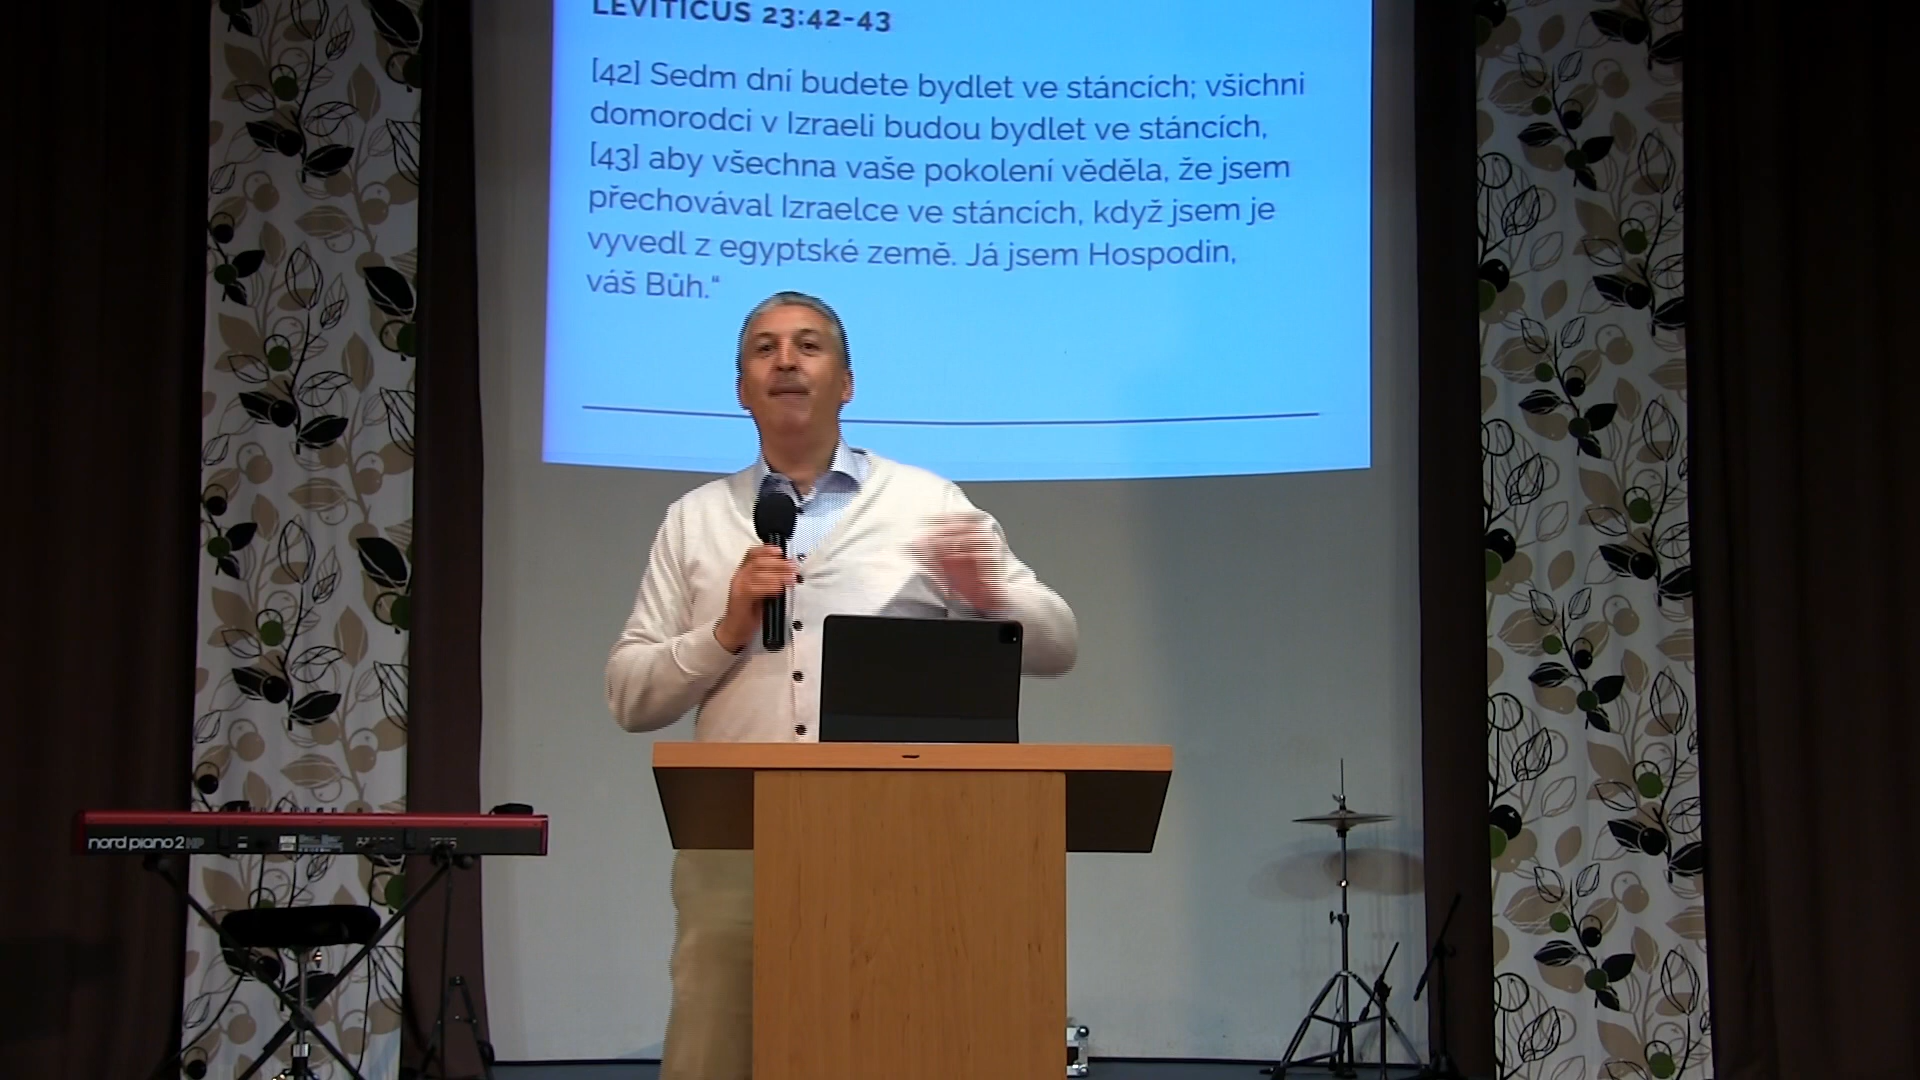 LEVITICUS 23:42-43
[42] Sedm dní budete bydlet ve stáncích; všichni
domorodci v Izraeli budou bydlet ve stáncích,
[43] aby všechna vaše pokolení věděla, že jsem
přechovával Izraelce ve stáncích, když jsem je
vyvedl z egyptské země. Já jsem Hospodin,
váš Bůh.“
nord piano 2 HP